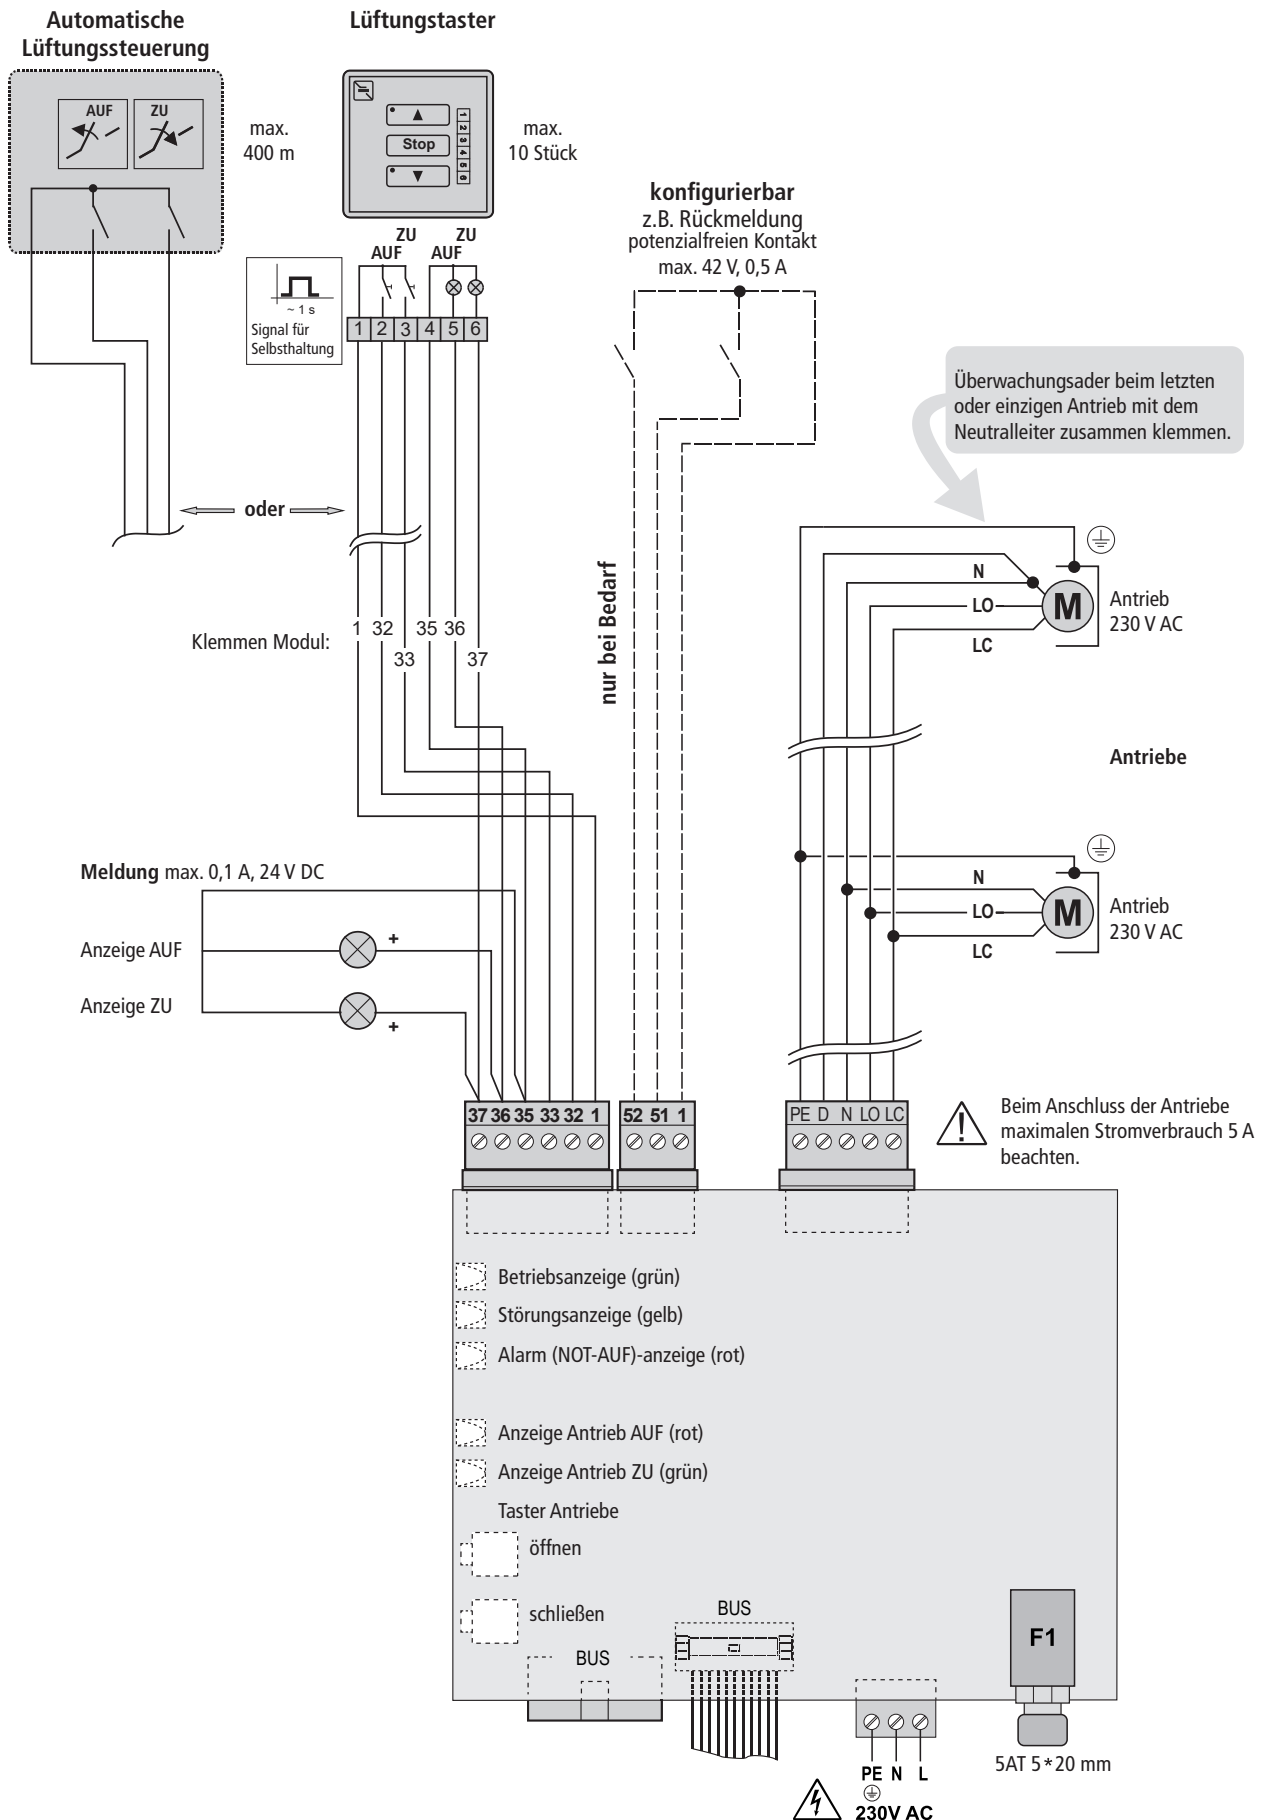 Automatische
Lüftungssteuerung
Lüftungstaster
AUF
ZU
max.
400 m
1
2
3
4
5
6
Stop
max.
10 Stück
konfigurierbar
z.B. Rückmeldung
potenzialfreien Kontakt
max. 42 V, 0,5 A
ZU
ZU
AUF
AUF
~ 1 s
Signal für
Selbsthaltung
1 2 3 4 5 6
Überwachungsader beim letzten
oder einzigen Antrieb mit dem
Neutralleiter zusammen klemmen.
oder
nur bei Bedarf
N
LO
LC
M
Antrieb
230 V AC
Klemmen Modul:
1 32 35 36
33 37
Antriebe
N
LO
LC
M
Antrieb
230 V AC
Meldung max. 0,1 A, 24 V DC
Anzeige AUF
+
Anzeige ZU
+
37 36 35 33 32 1
52 51 1
PE D N LO LC
Beim Anschluss der Antriebe
maximalen Stromverbrauch 5 A
beachten.
Betriebsanzeige (grün)
Störungsanzeige (gelb)
Alarm (NOT-AUF)-anzeige (rot)
Anzeige Antrieb AUF (rot)
Anzeige Antrieb ZU (grün)
Taster Antriebe
öffnen
schließen
BUS
BUS
F1
5AT 5*20 mm
PE N L
230V AC